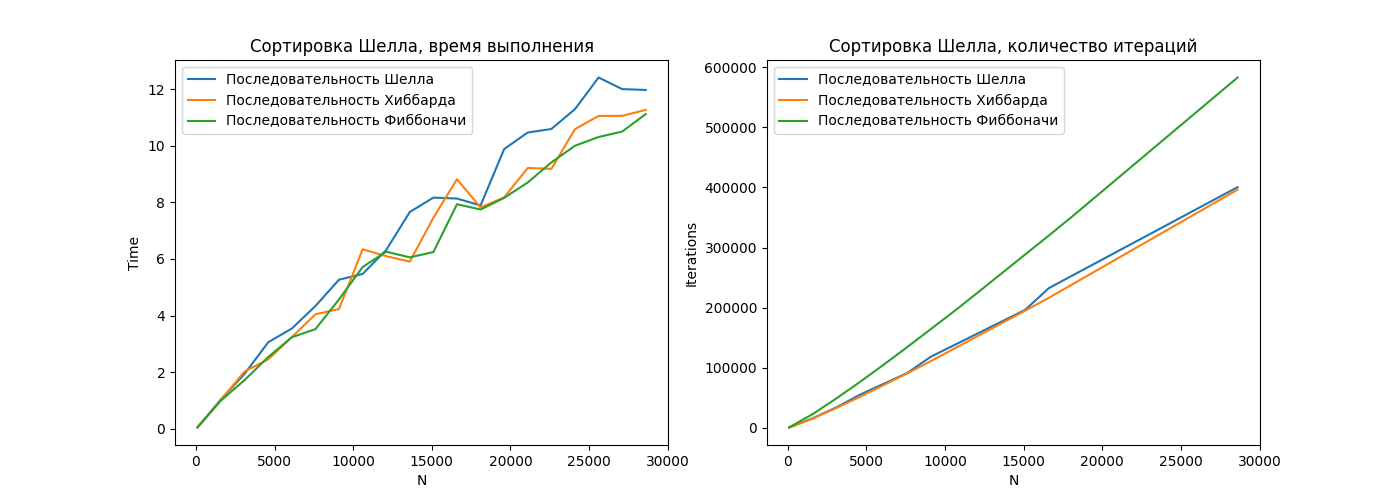 Сортировка Шелла, время выполнения
Последовательность Шелла
Последовательность Хиббарда
Последовательность Фиббоначи
12
10
8
6
4
2
0
Time
0 5000 10000 15000 20000 25000 30000
N
Сортировка Шелла, количество итераций
Последовательность Шелла
Последовательность Хиббарда
Последовательность Фиббоначи
600000
500000
400000
300000
200000
100000
0
Iterations
0 5000 10000 15000 20000 25000 30000
N